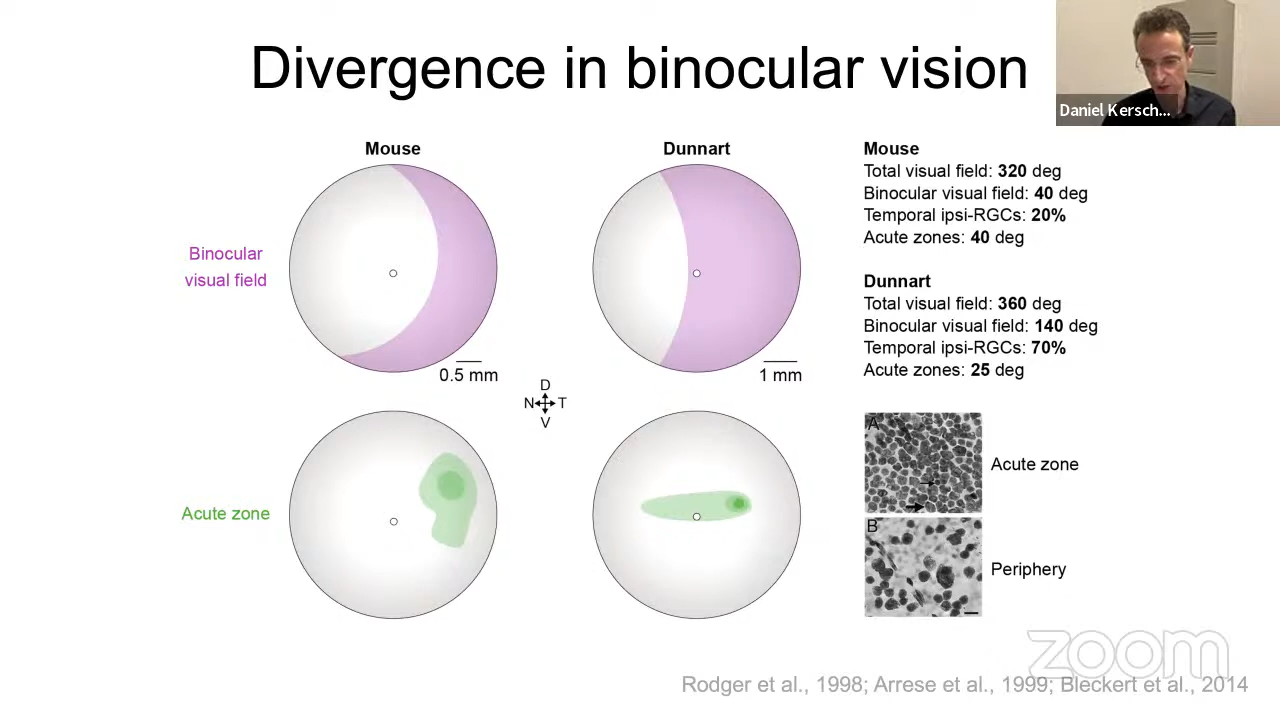 Divergence in binocular vision
Daniel Kersch...
Mouse
Dunnart
Binocular
visual field
0.5 mm
1 mm
D
N T
V
Acute zone
Mouse
Total visual field: 320 deg
Binocular visual field: 40 deg
Temporal ipsi-RGCs: 20%
Acute zones: 40 deg
Dunnart
Total visual field: 360 deg
Binocular visual field: 140 deg
Temporal ipsi-RGCs: 70%
Acute zones: 25 deg
A
Acute zone
B
Periphery
zoom
Rodger et al., 1998; Arrese et al., 1999; Bleckert et al., 2014